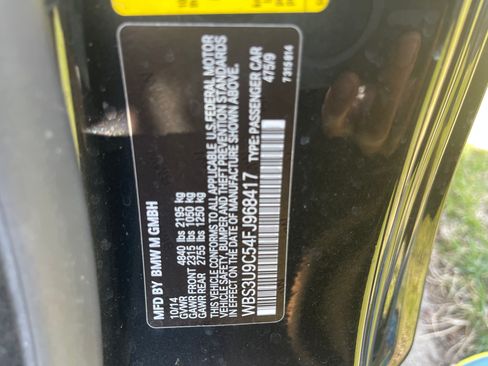 MFD BY BMW M GMBH
10/14
GVWR 4840 lbs 2195 kg
GAWR FRONT 2315 lbs 1050 kg
GAWR REAR 2755 lbs 1250 kg
THIS VEHICLE CONFORMS TO ALL APPLICABLE U.S. FEDERAL MOTOR
VEHICLE SAFETY, BUMPER, AND THEFT PREVENTION STANDARDS
IN EFFECT ON THE DATE OF MANUFACTURE SHOWN ABOVE.
WBS3U9C54FJ968417 TYPE: PASSENGER CAR
475/9
7315614